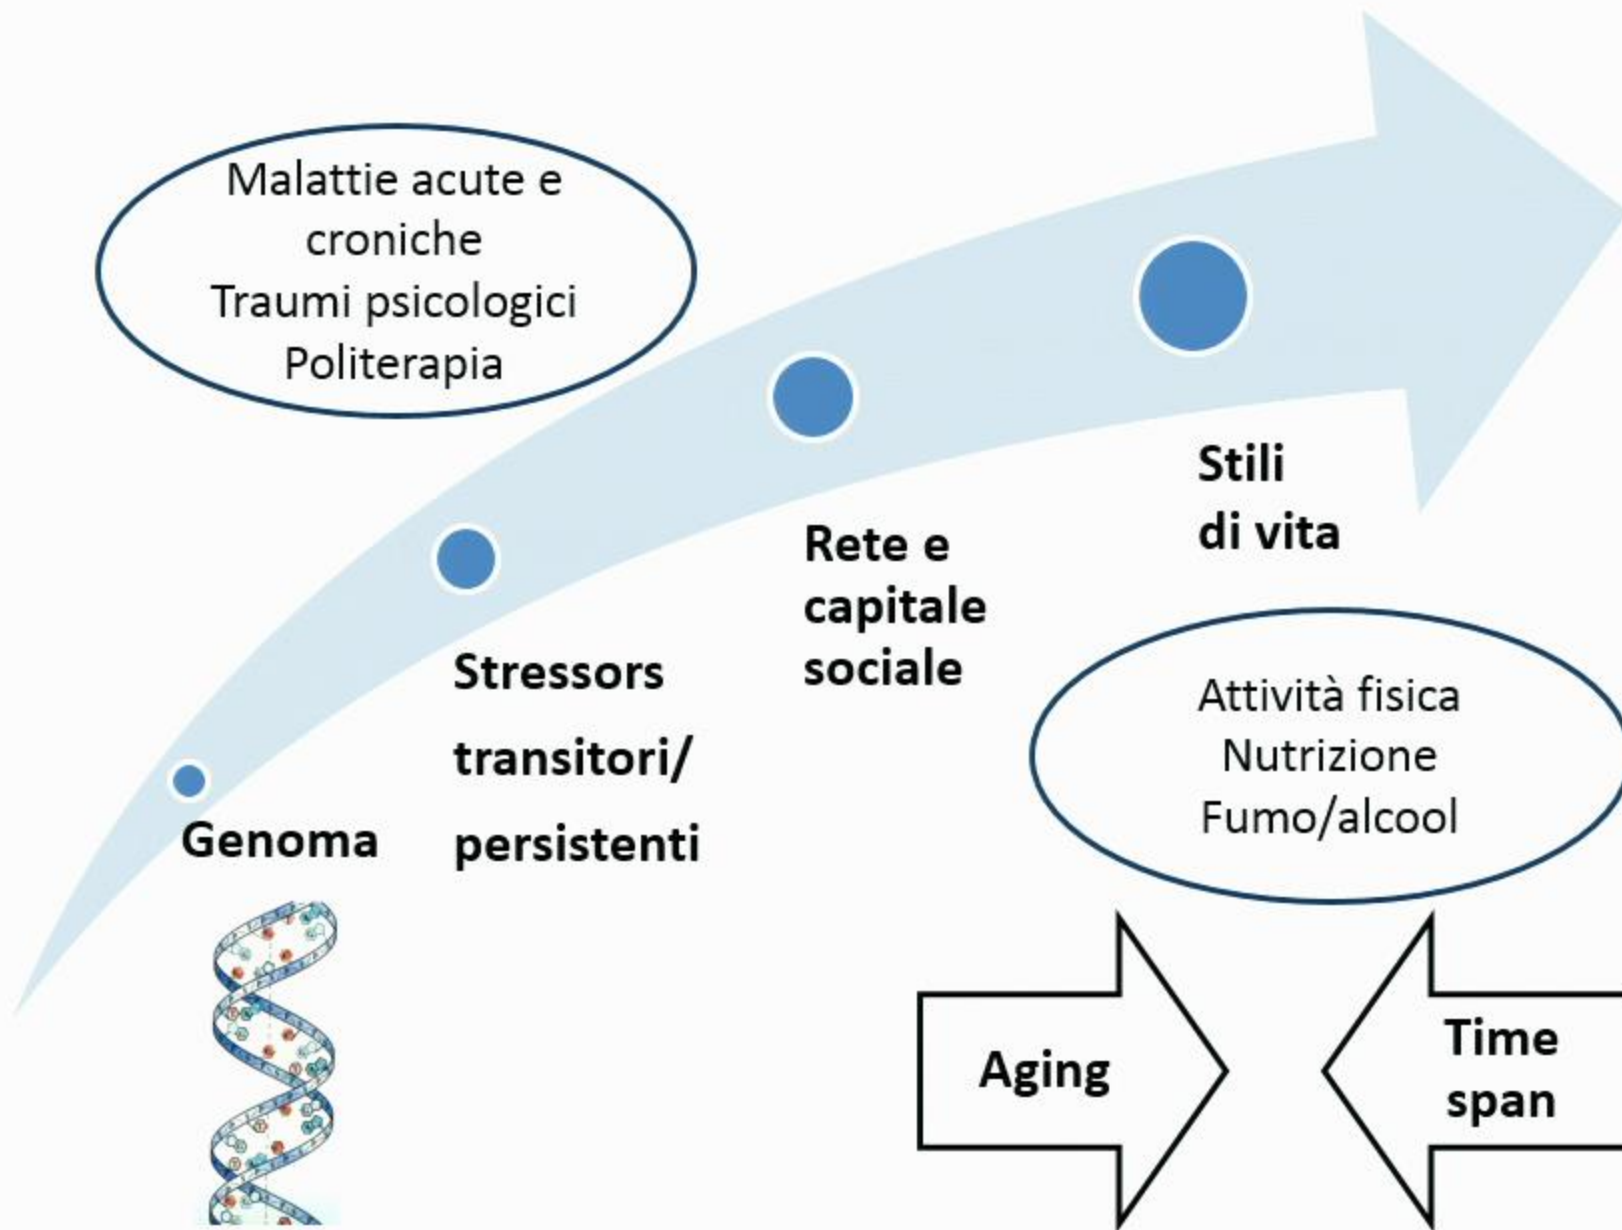 Malattie acute e
croniche
Traumi psicologici
Politerapia
Stili
di vita
Rete e
capitale
sociale
Stressors
transitori/
persistenti
Genoma
Attività fisica
Nutrizione
Fumo/alcool
Aging
Time
span